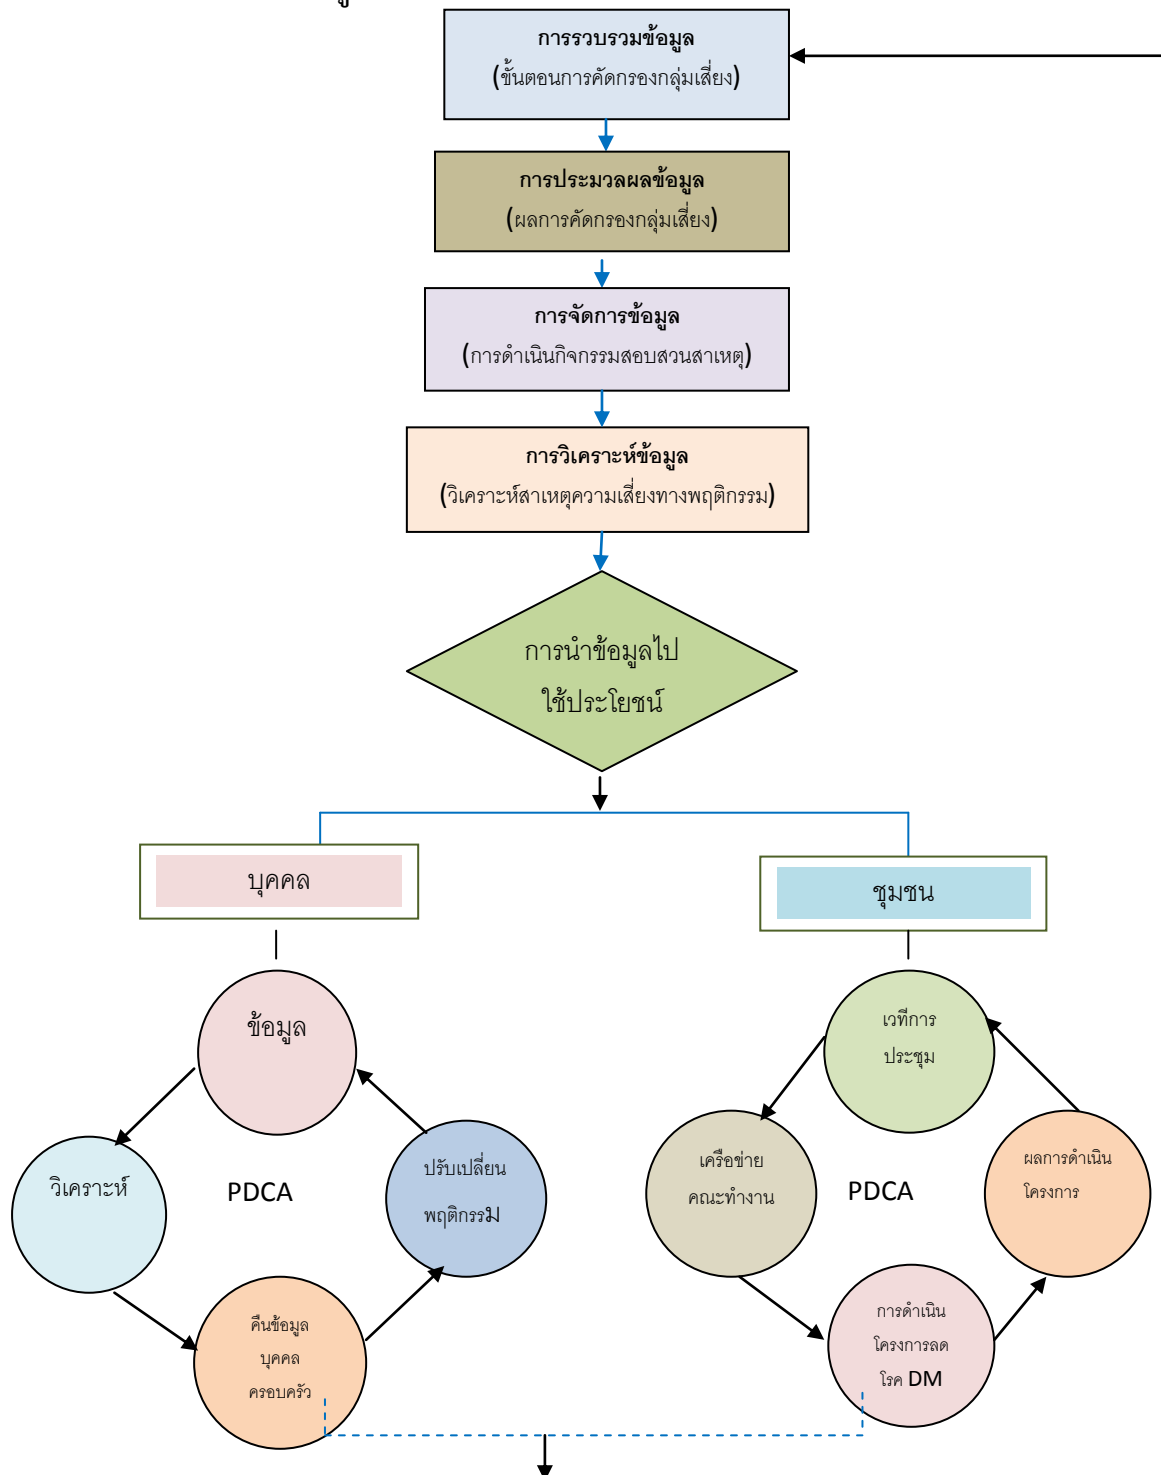 การรวบรวมข้อมูล
(ขั้นตอนการคัดกรองกลุ่มเสี่ยง)
การประมวลผลข้อมูล
(ผลการคัดกรองกลุ่มเสี่ยง)
การจัดการข้อมูล
(การดำเนินกิจกรรมสอบสวนสาเหตุ)
การวิเคราะห์ข้อมูล
(วิเคราะห์สาเหตุความเสี่ยงทางพฤติกรรม)
การนำข้อมูลไป
ใช้ประโยชน์
บุคคล
ชุมชน
ข้อมูล
วิเคราะห์
PDCA
ปรับเปลี่ยน
พฤติกรรม
คืนข้อมูล
บุคคล
ครอบครัว
เวทีการ
ประชุม
เครือข่าย
คณะทำงาน
PDCA
ผลการดำเนิน
โครงการ
การดำเนิน
โครงการลด
โรค DM